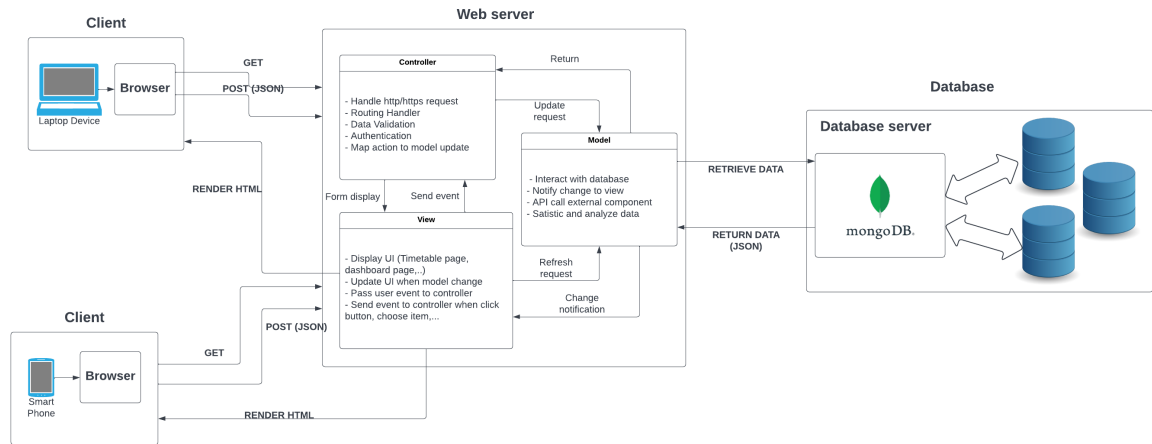 Web server
Client
Controller
Return
GET
- Handle http/https request
- Routing Handler
- Data Validation
- Authentication
- Map action to model update
Browser
POST (JSON)
Laptop Device
Update
request
Database
Database server
Model
- Interact with database
- Notify change to view
- API call external component
- Satistic and analyze data
RETRIEVE DATA
RENDER HTML
Form display
Send event
View
mongoDB.
RETURN DATA
(JSON)
- Display UI (Timetable page,
dashboard page,..)
- Update UI when model change
- Pass user event to controller
- Send event to controller when click
button, choose item,...
Refresh
request
Change
notification
Client
POST (JSON)
GET
Browser
Smart
Phone
RENDER HTML